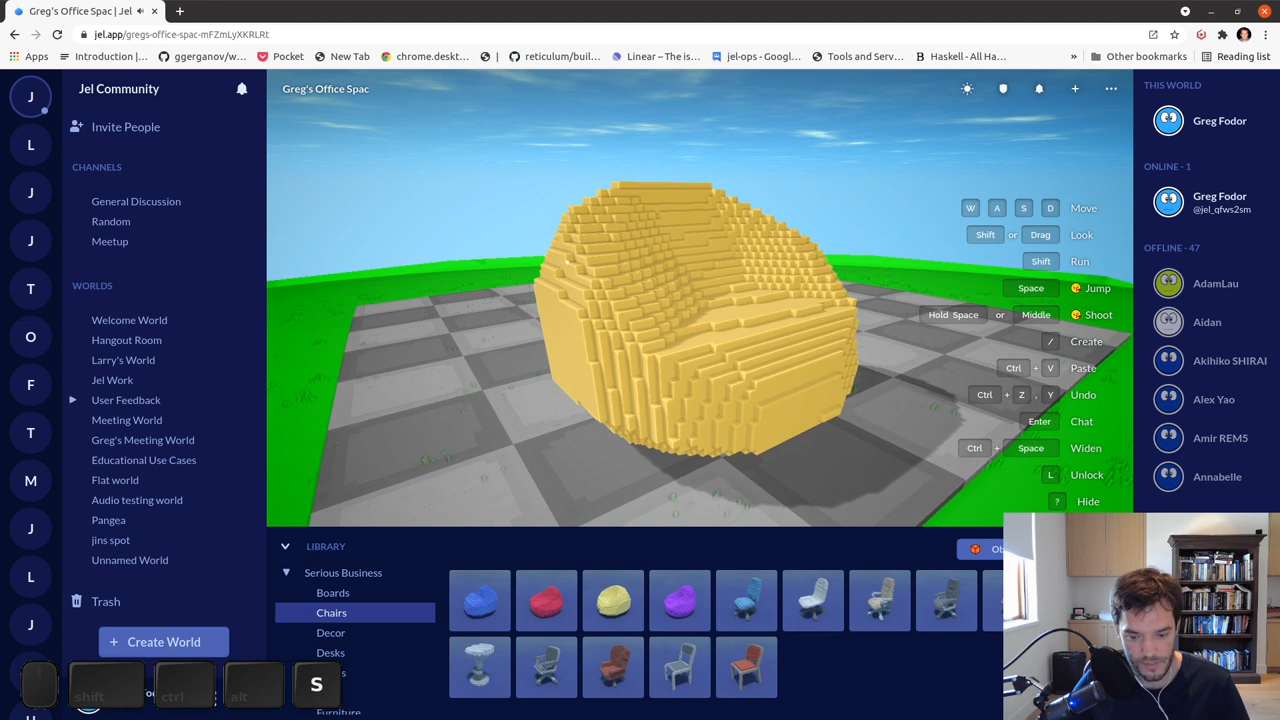 Greg's Office Spac | Jel
jel.app/gregs-office-spac-mFZmLyXKRLRt
Apps
Introduction |...
ggerganov/w...
Pocket
New Tab
chrome.deskt...
|
reticulum/buil...
Linear – The is...
jel-ops - Googl...
Tools and Serv...
B
Haskell - All Ha...
»
Other bookmarks
Reading list
J
L
J
J
T
O
F
T
M
J
L
J
Jel Community
Invite People
CHANNELS
General Discussion
Random
Meetup
WORLDS
Welcome World
Hangout Room
Larry's World
Jel Work
User Feedback
Meeting World
Greg's Meeting World
Educational Use Cases
Flat world
Audio testing world
Pangea
jins spot
Unnamed World
Trash
+ Create World
shift
ctrl
alt
S
Greg's Office Spac
W A S D Move
Shift or Drag Look
Shift Run
Space Jump
Hold Space or Middle Shoot
/ Create
Ctrl + V Paste
Ctrl + Z , Y Undo
Enter Chat
Ctrl + Space Widen
L Unlock
? Hide
LIBRARY
Serious Business
Boards
Chairs
Decor
Desks
Furniture
THIS WORLD
Greg Fodor
ONLINE - 1
Greg Fodor
@jel_qfws2sm
OFFLINE - 47
AdamLau
Aidan
Akihiko SHIRAI
Alex Yao
Amir REM5
Annabelle